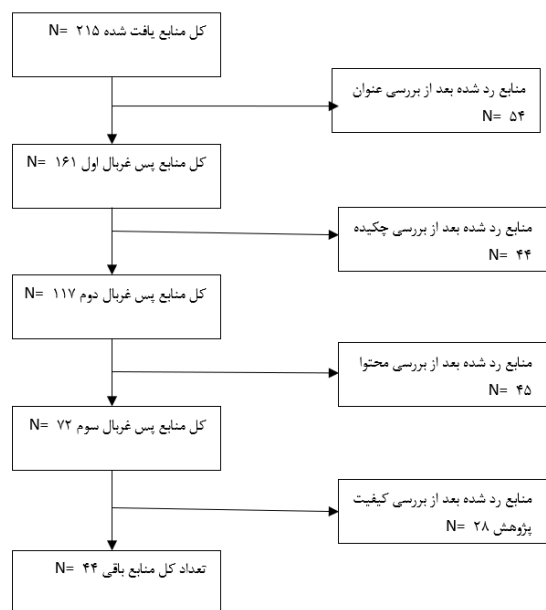 کل منابع یافت شده ۲۱۵ N=
منابع رد شده بعد از بررسی عنوان
N= ۵۴
کل منابع پس غربال اول ۱۶۱ N=
منابع رد شده بعد از بررسی چکیده
N= ۴۴
کل منابع پس غربال دوم ۱۱۷ N=
منابع رد شده بعد از بررسی محتوا
N= ۴۵
کل منابع پس غربال سوم ۷۲ N=
منابع رد شده بعد از بررسی کیفیت
پژوهش ۲۸ N=
تعداد کل منابع باقی ۴۴ N=